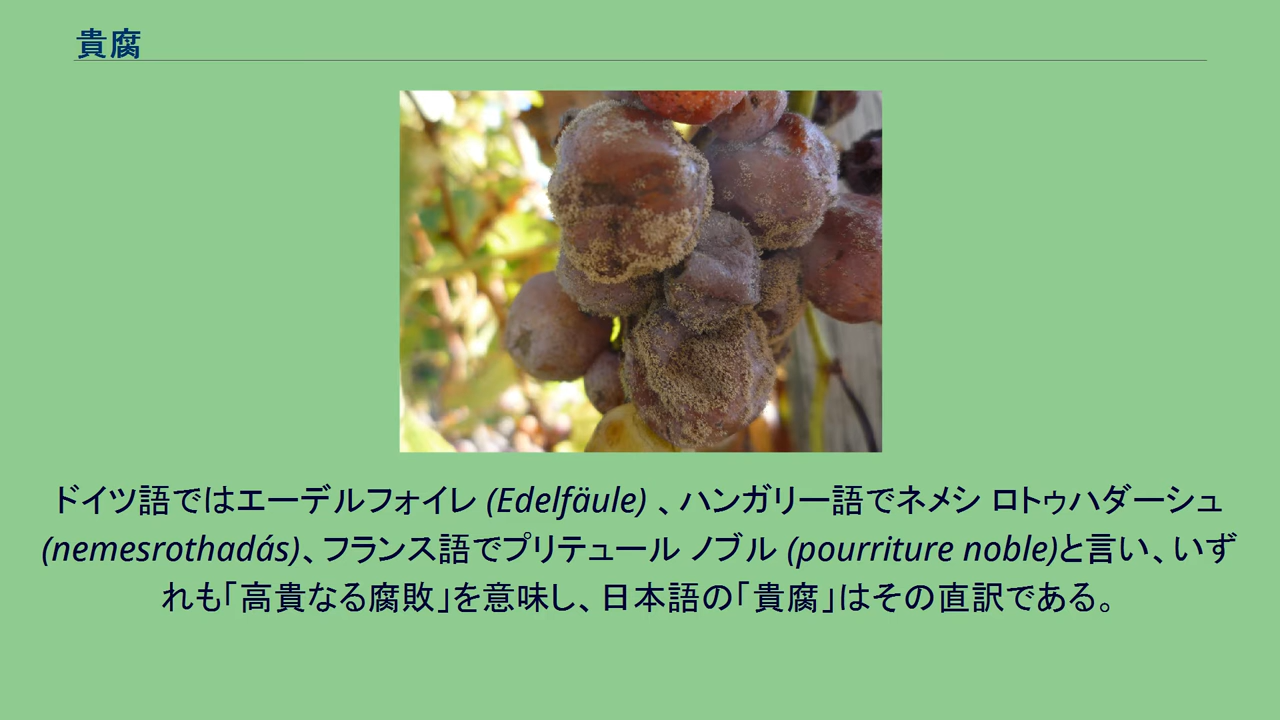 貴腐
ドイツ語ではエーデルフォイレ (Edelfäule) 、ハンガリー語でネメシ ロトゥハダーシュ
(nemesrothadás)、フランス語でプリテュール ノブル (pourriture noble)と言い、いず
れも｢高貴なる腐敗｣を意味し、日本語の｢貴腐｣はその直訳である。